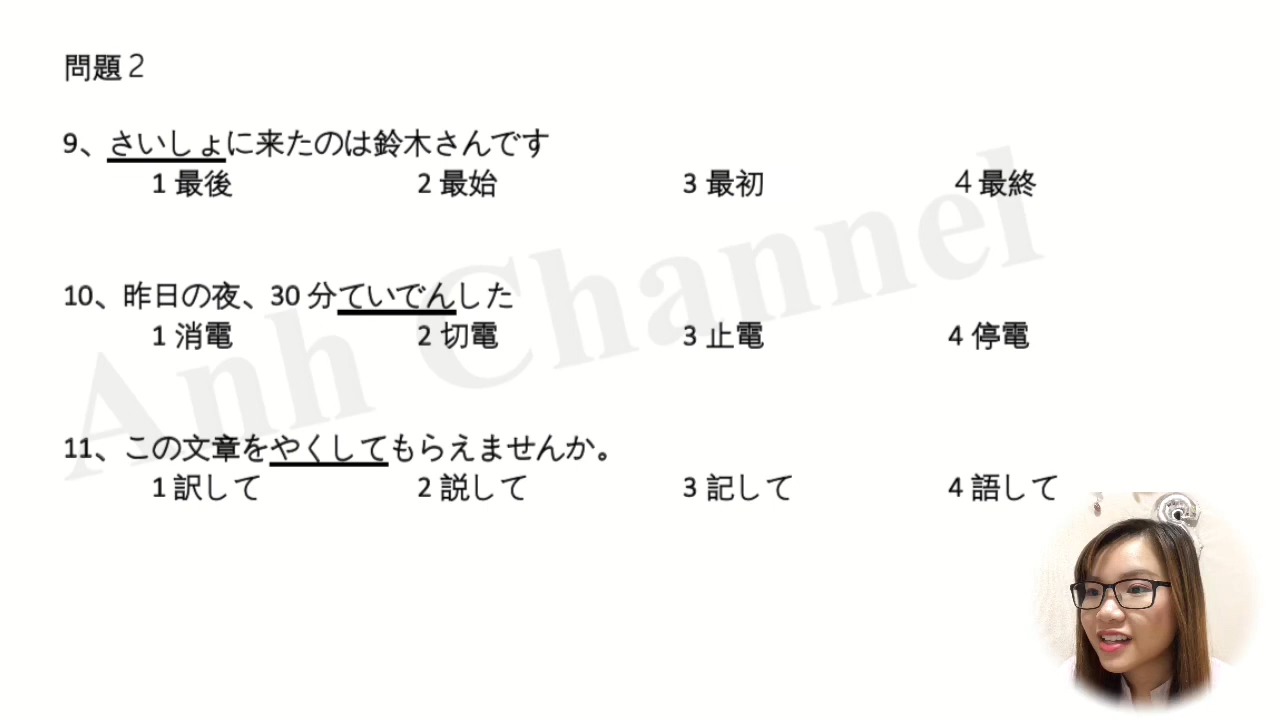 問題２
9、さいしょに来たのは鈴木さんです
1 最後 2 最始 3 最初 ４最終
10、昨日の夜、30 分ていでんした
1 消電 2 切電 3 止電 4 停電
11、この文章をやくしてもらえませんか。
1 訳して 2 説して 3 記して 4 語して
Anh Channel